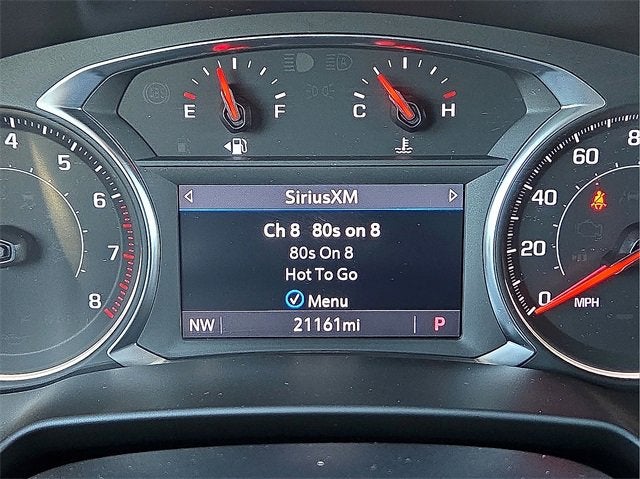 E F
C H
4
5
6
7
8
SiriusXM
Ch 8 80s on 8
80s On 8
Hot To Go
Menu
NW 21161mi P
0
20
40
60
80
MPH